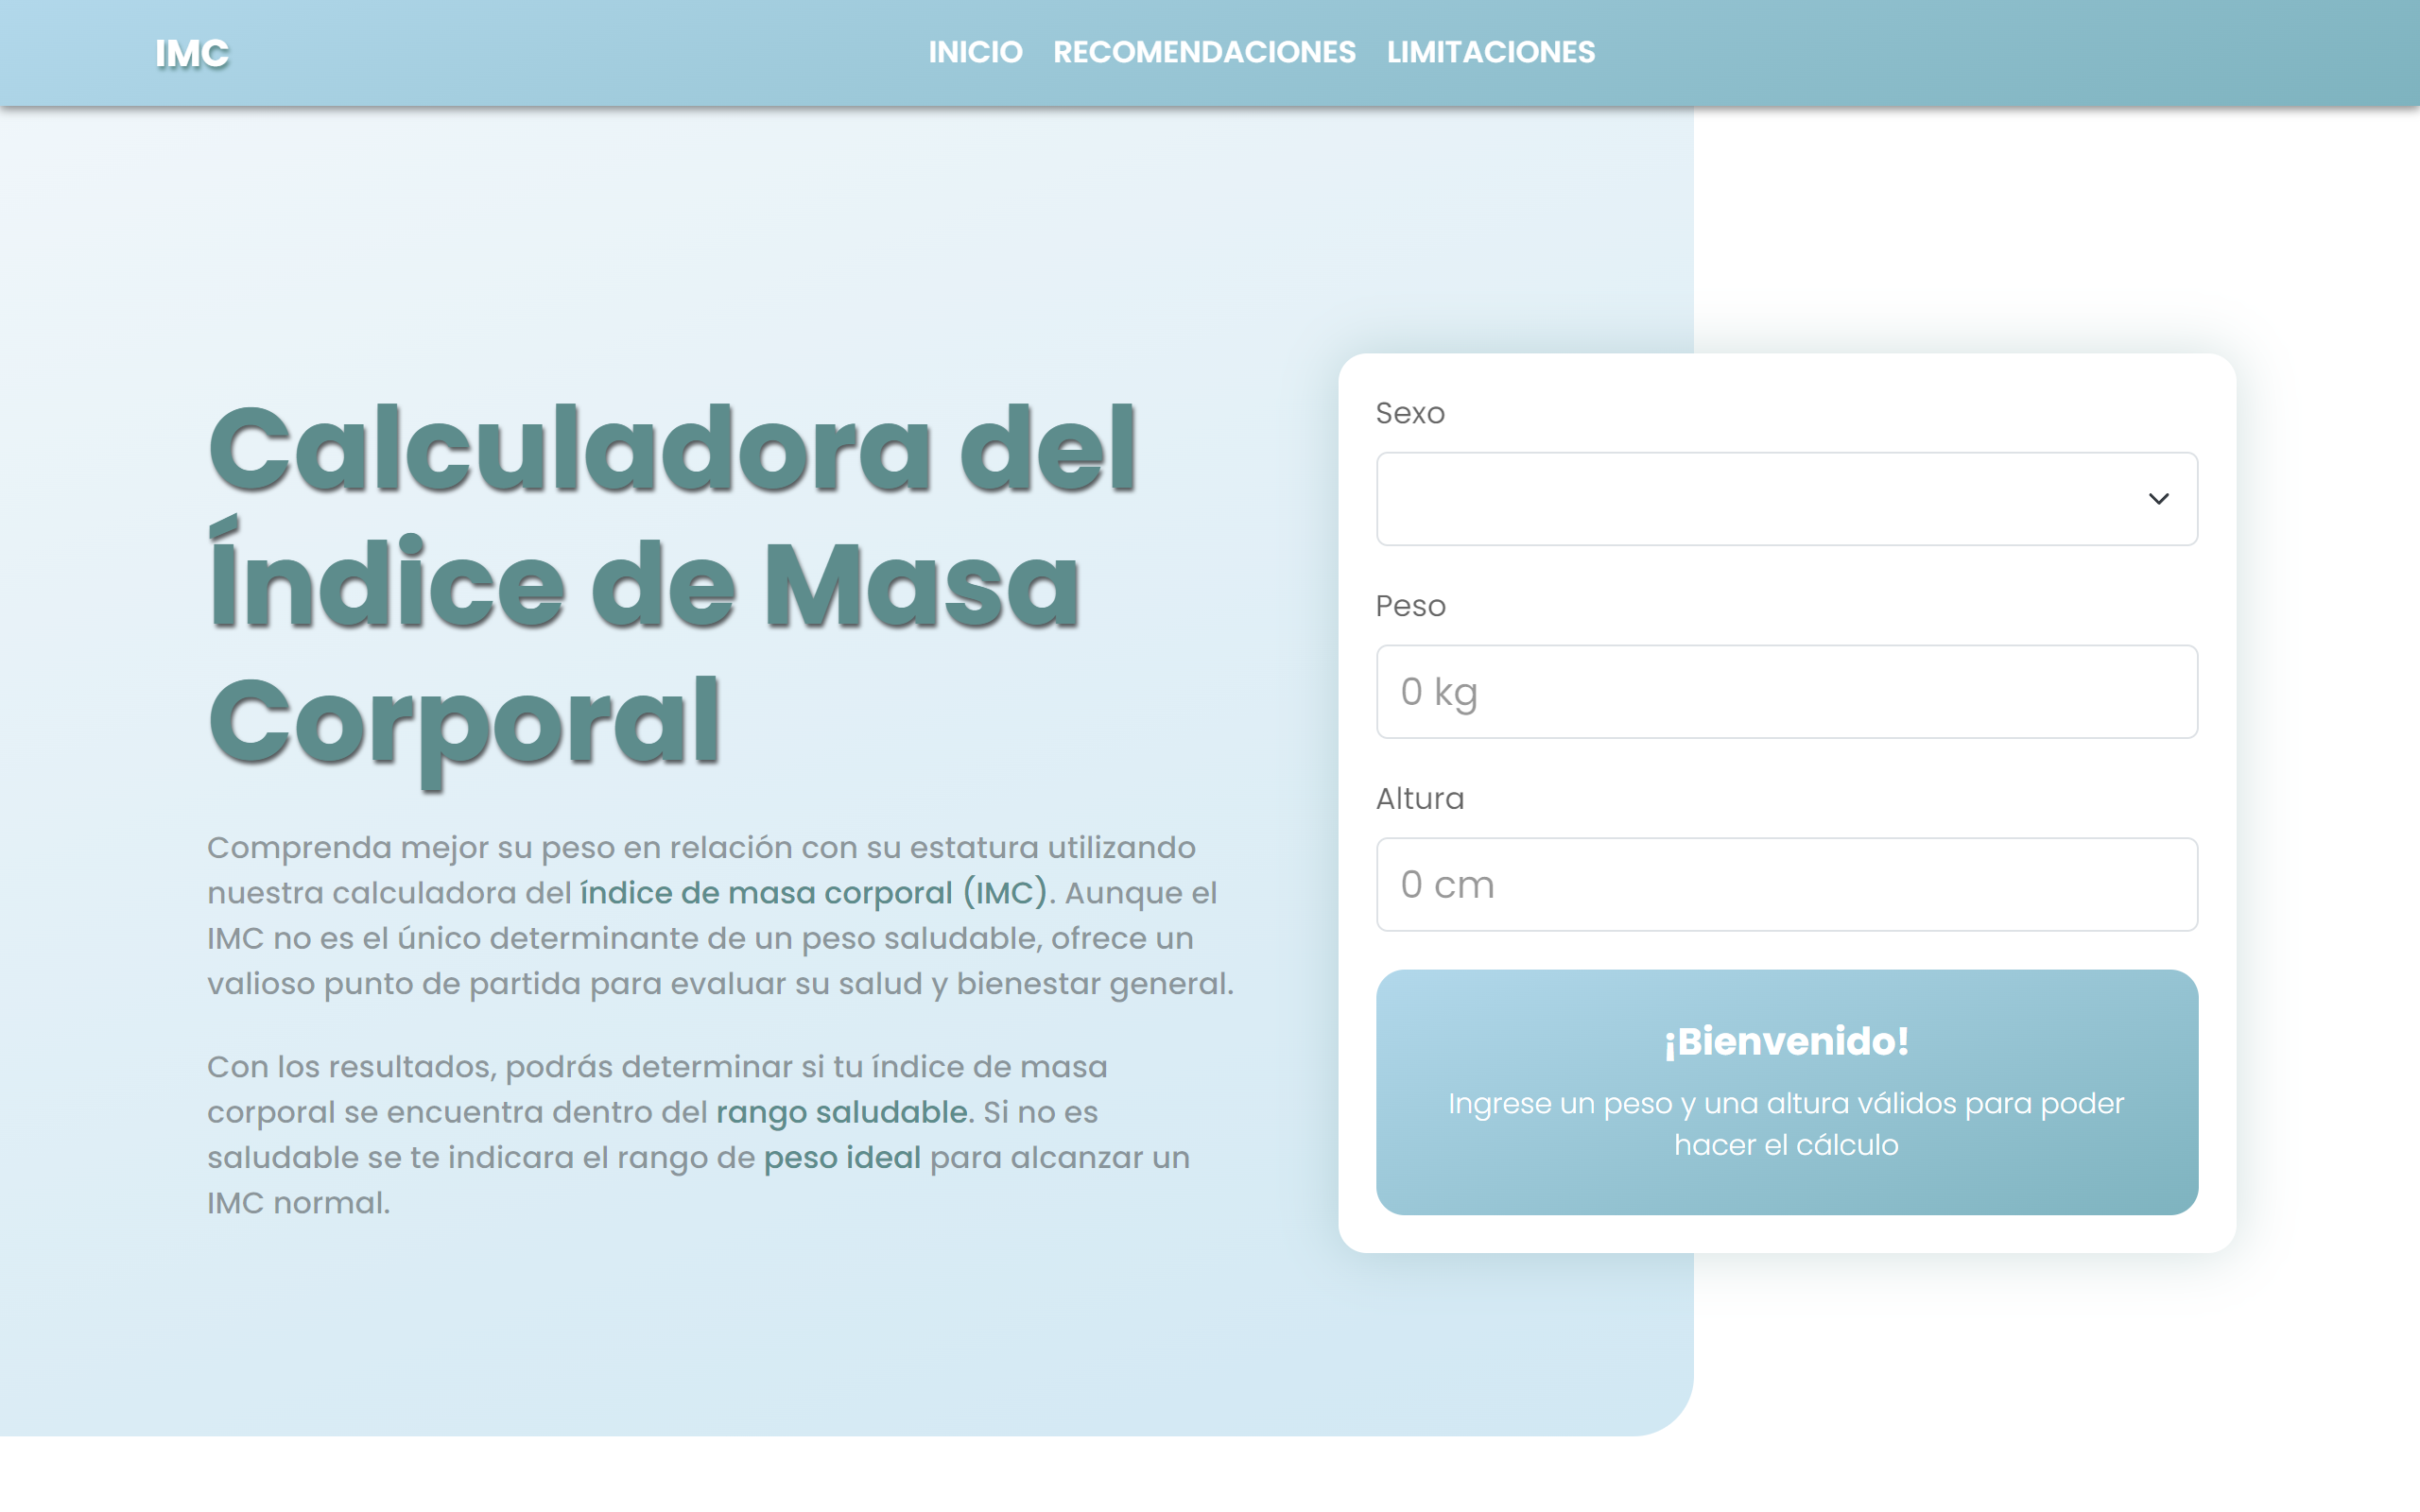 IMC
INICIO RECOMENDACIONES LIMITACIONES
Calculadora del
Índice de Masa
Corporal
Comprenda mejor su peso en relación con su estatura utilizando
nuestra calculadora del índice de masa corporal (IMC). Aunque el
IMC no es el único determinante de un peso saludable, ofrece un
valioso punto de partida para evaluar su salud y bienestar general.
Con los resultados, podrás determinar si tu índice de masa
corporal se encuentra dentro del rango saludable. Si no es
saludable se te indicara el rango de peso ideal para alcanzar un
IMC normal.
Sexo
Peso
0 kg
Altura
0 cm
¡Bienvenido!
Ingrese un peso y una altura válidos para poder
hacer el cálculo